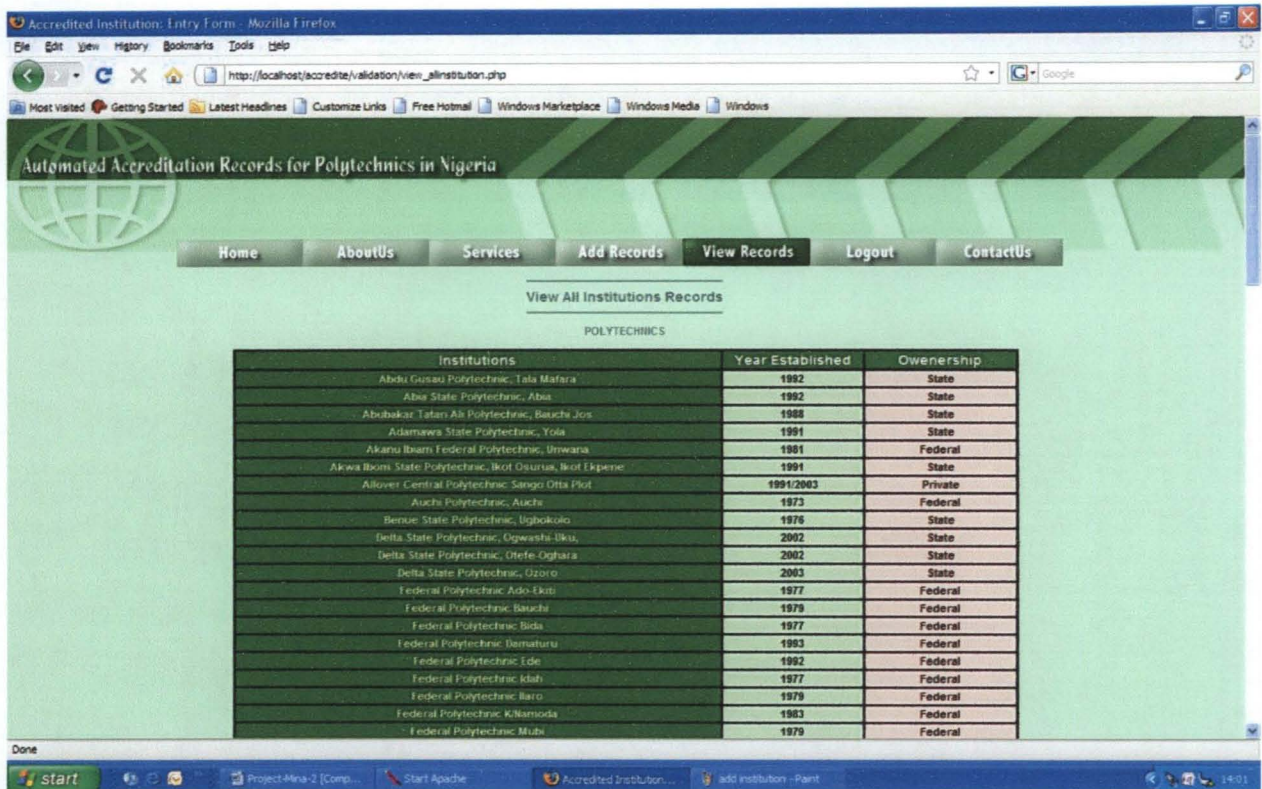 Accredited Institution: Entry Form - Mozilla Firefox
File Edit View History Bookmarks Tools Help
http://localhost/accredite/validation/view_allinstitution.php
Google
Most Visited Getting Started Latest Headlines Customize Links Free Hotmail Windows Marketplace Windows Media Windows
Automated Accreditation Records for Polytechnics in Nigeria
Home AboutUs Services Add Records View Records Logout ContactUs
View All Institutions Records
POLYTECHNICS
Institutions Year Established Owenership
Abdu Gusau Polytechnic, Tala Mafara 1992 State
Abia State Polytechnic, Abia 1992 State
Abubakar Tatari Ali Polytechnic, Bauchi Jos 1988 State
Adamawa State Polytechnic, Yola 1991 State
Akanu Ibiam Federal Polytechnic, Unwana 1981 Federal
Akwa Ibom State Polytechnic, Ikot Osurua, Ikot Ekpene 1991 State
Allover Central Polytechnic Sango Otta Plot 1991/2003 Private
Auchi Polytechnic, Auchi 1973 Federal
Benue State Polytechnic, Ugbokolo 1976 State
Delta State Polytechnic, Ogwashi-Uku, 2002 State
Delta State Polytechnic, Otefe-Oghara 2002 State
Delta State Polytechnic, Ozoro 2003 State
Federal Polytechnic Ado-Ekiti 1977 Federal
Federal Polytechnic Bauchi 1979 Federal
Federal Polytechnic Bida 1977 Federal
Federal Polytechnic Damaturu 1993 Federal
Federal Polytechnic Ede 1992 Federal
Federal Polytechnic Idah 1977 Federal
Federal Polytechnic Ilaro 1979 Federal
Federal Polytechnic K/Namoda 1983 Federal
Federal Polytechnic Mubi 1979 Federal
Done
start Project-Mina-2 [Comp... Start Apache Accredited Institution... add institution - Paint 14:01